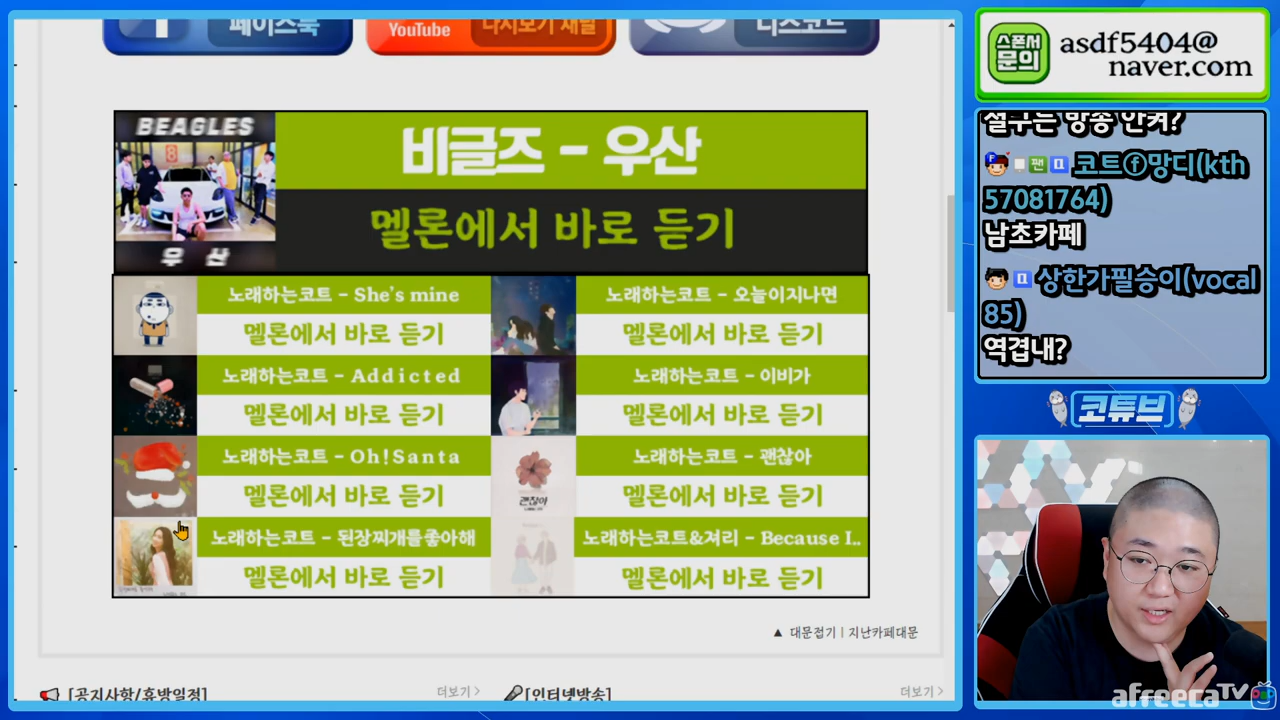 페이스북
YouTube 다시보기 채널
디스코드
BEAGLES
우 산
비글즈 - 우산
멜론에서 바로 듣기
노래하는코트 - She's mine
멜론에서 바로 듣기
노래하는코트 - 오늘이지나면
멜론에서 바로 듣기
노래하는코트 - Addicted
멜론에서 바로 듣기
노래하는코트 - 이비가
멜론에서 바로 듣기
노래하는코트 - Oh!Santa
멜론에서 바로 듣기
괜찮아
노래하는코트 - 괜찮아
멜론에서 바로 듣기
노래하는코트 - 된장찌개를좋아해
멜론에서 바로 듣기
노래하는코트&져리 - Because I..
멜론에서 바로 듣기
▲ 대문접기 | 지난카페대문
[공지사항/휴방일정]
더보기 >
[인터넷방송]
더보기 >
스폰서
문의
asdf5404@
naver.com
철구는 방송 안켜?
팬 코트ⓕ망디(kth
57081764)
남초카페
상한가필승이(vocal
85)
역겹내?
코튜브
afreecaTV